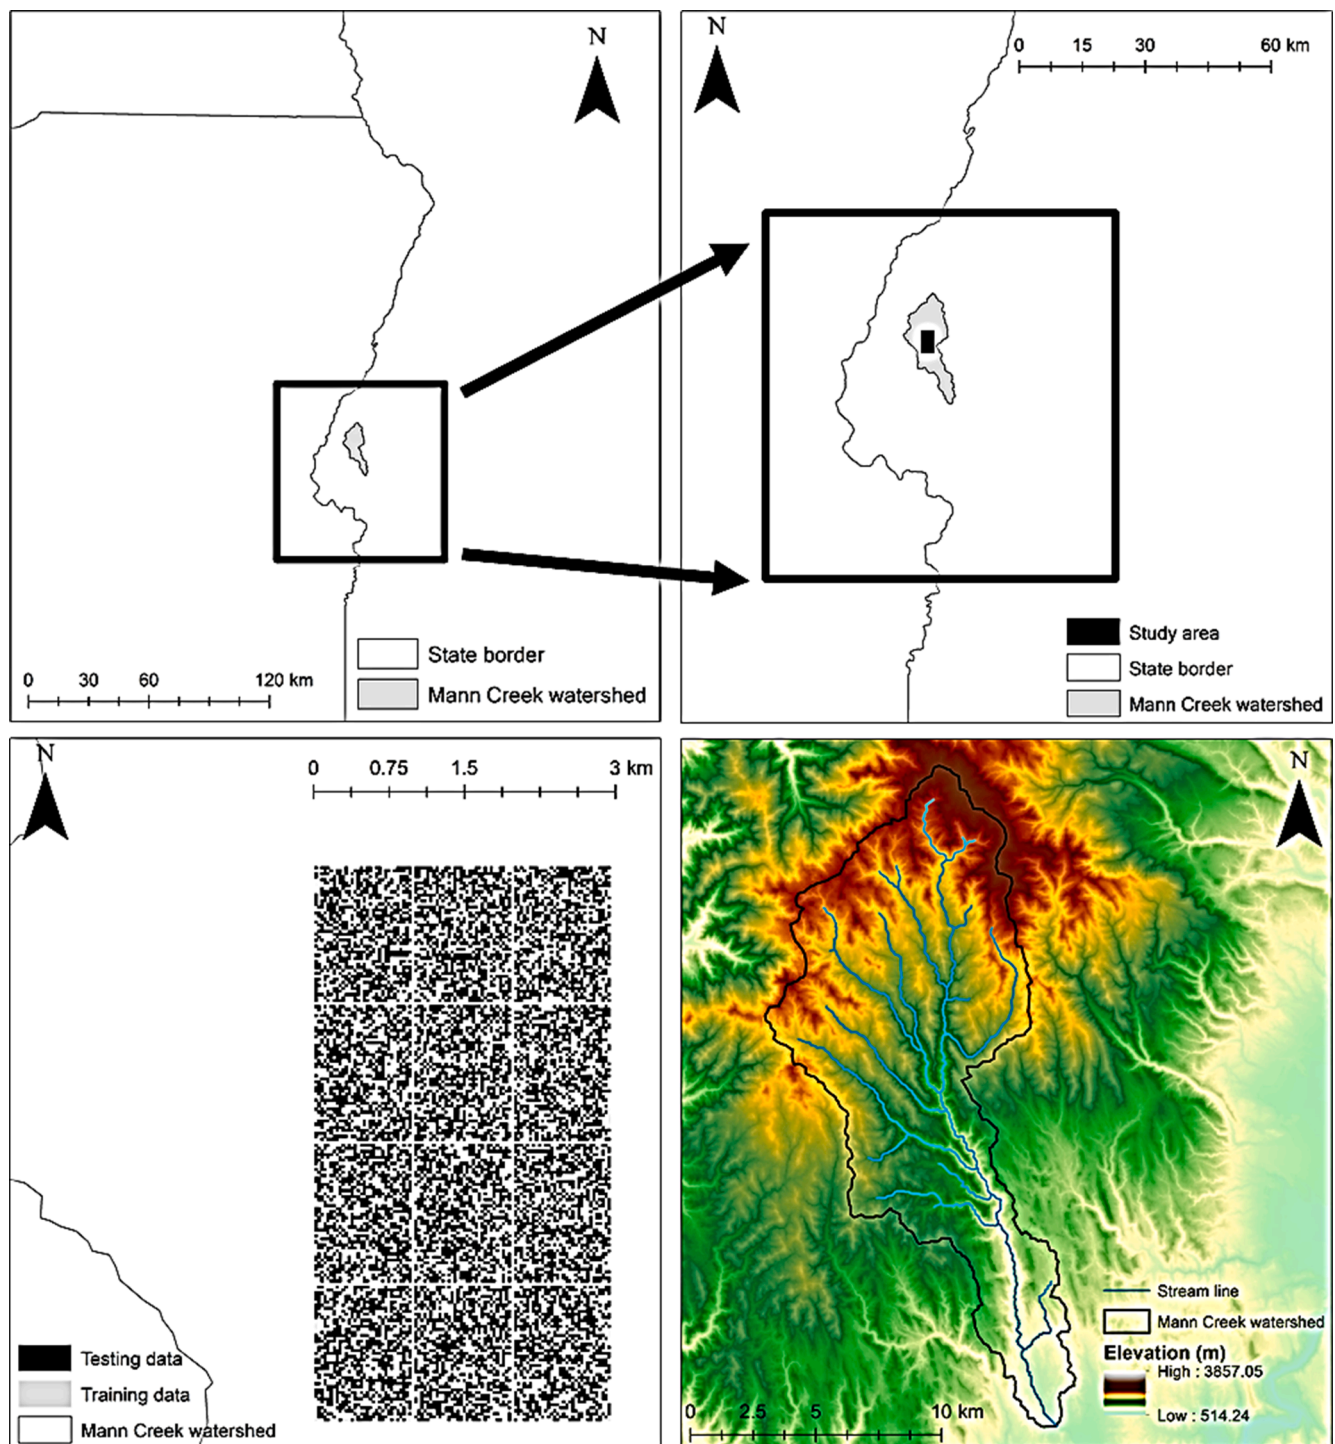 N
State border
Mann Creek watershed
0 30 60 120 km
N
0 15 30 60 km
Study area
State border
Mann Creek watershed
N
0 0.75 1.5 3 km
Testing data
Training data
Mann Creek watershed
N
Stream line
Mann Creek watershed
Elevation (m)
High : 3857.05
Low : 514.24
0 2.5 5 10 km